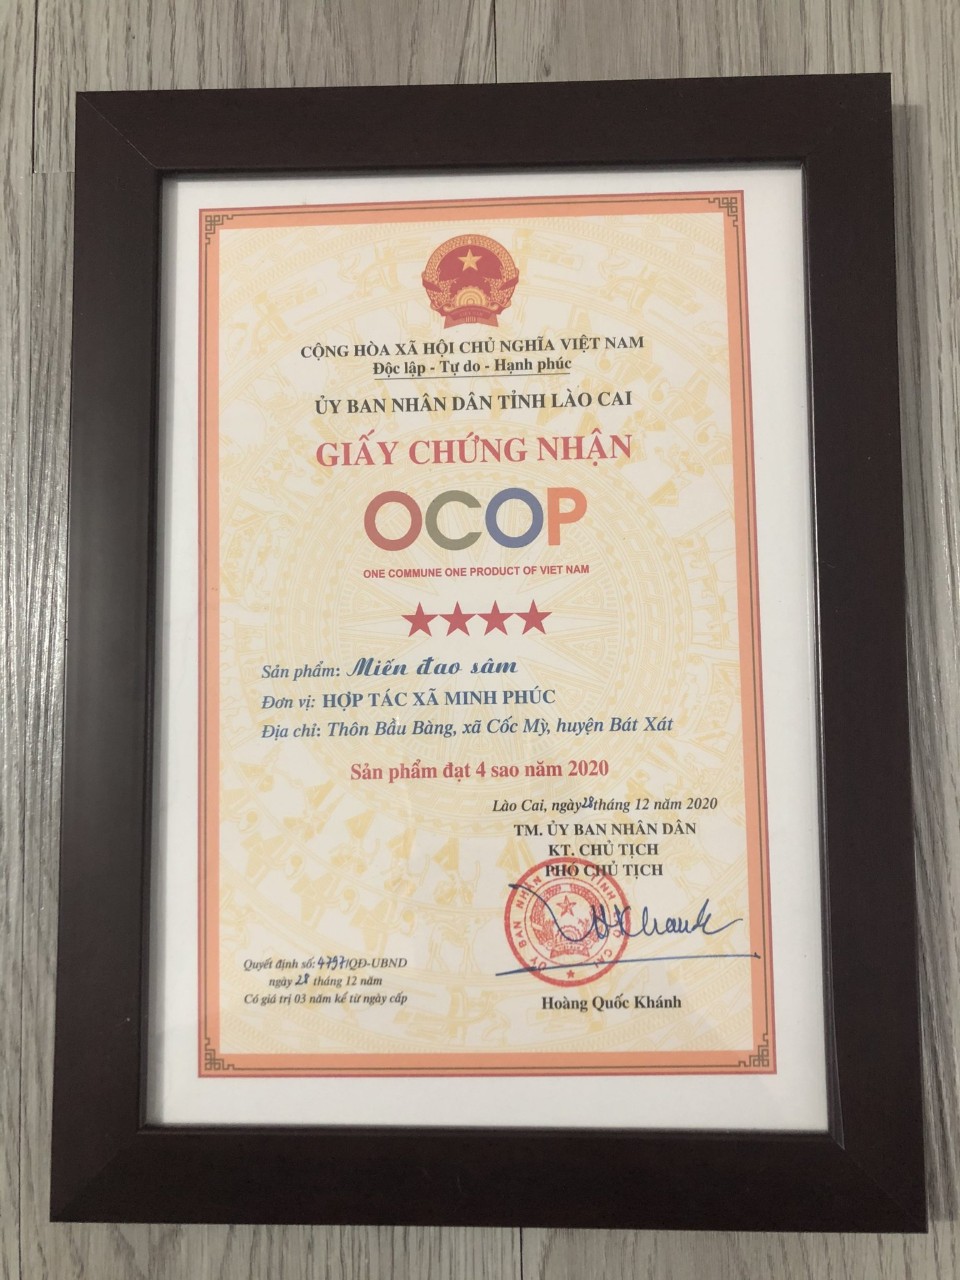 CỘNG HÒA XÃ HỘI CHỦ NGHĨA VIỆT NAM
Độc lập - Tự do - Hạnh phúc
ỦY BAN NHÂN DÂN TỈNH LÀO CAI
GIẤY CHỨNG NHẬN
OCOP
ONE COMMUNE ONE PRODUCT OF VIET NAM
Sản phẩm: Miến đao sâm
Đơn vị: HỢP TÁC XÃ MINH PHÚC
Địa chỉ: Thôn Bầu Bàng, xã Cốc Mỳ, huyện Bát Xát
Sản phẩm đạt 4 sao năm 2020
Lào Cai, ngày 28 tháng 12 năm 2020
TM. ỦY BAN NHÂN DÂN
KT. CHỦ TỊCH
PHÓ CHỦ TỊCH
ỦY BAN NHÂN TỈNH CAI
Quyết định số: 4797/QĐ-UBND
ngày 28 tháng 12 năm
Có giá trị 03 năm kể từ ngày cấp
Hoàng Quốc Khánh